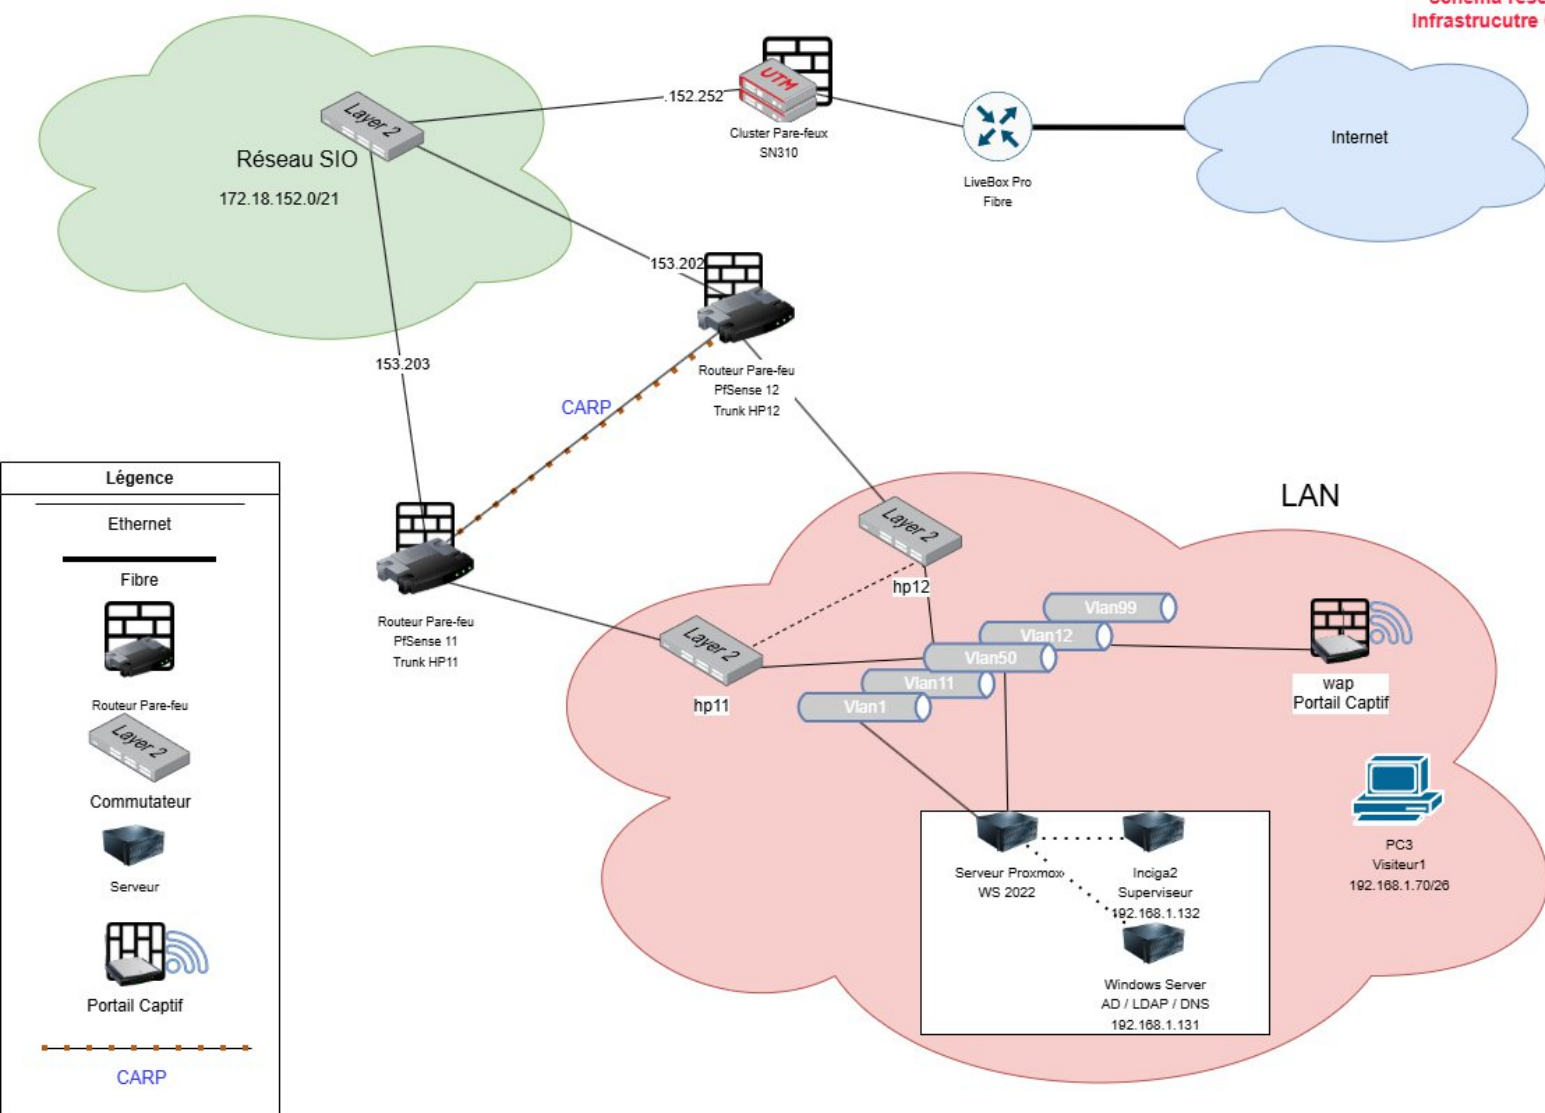 Infrastrucutre
UTM
.152.252
Cluster Pare-feux
SN310
LiveBox Pro
Fibre
Internet
Layer 2
Réseau SIO
172.18.152.0/21
153.202
153.203
Routeur Pare-feu
PfSense 12
Trunk HP12
CARP
Routeur Pare-feu
PfSense 11
Trunk HP11
LAN
Layer 2
hp12
Layer 2
hp11
Vlan99
Vlan12
Vlan50
Vlan11
Vlan1
wap
Portail Captif
PC3
Visiteur1
192.168.1.70/26
Serveur Proxmox
WS 2022
Inciga2
Superviseur
192.168.1.132
Windows Server
AD / LDAP / DNS
192.168.1.131
Légence
Ethernet
Fibre
Routeur Pare-feu
Layer 2
Commutateur
Serveur
Portail Captif
CARP